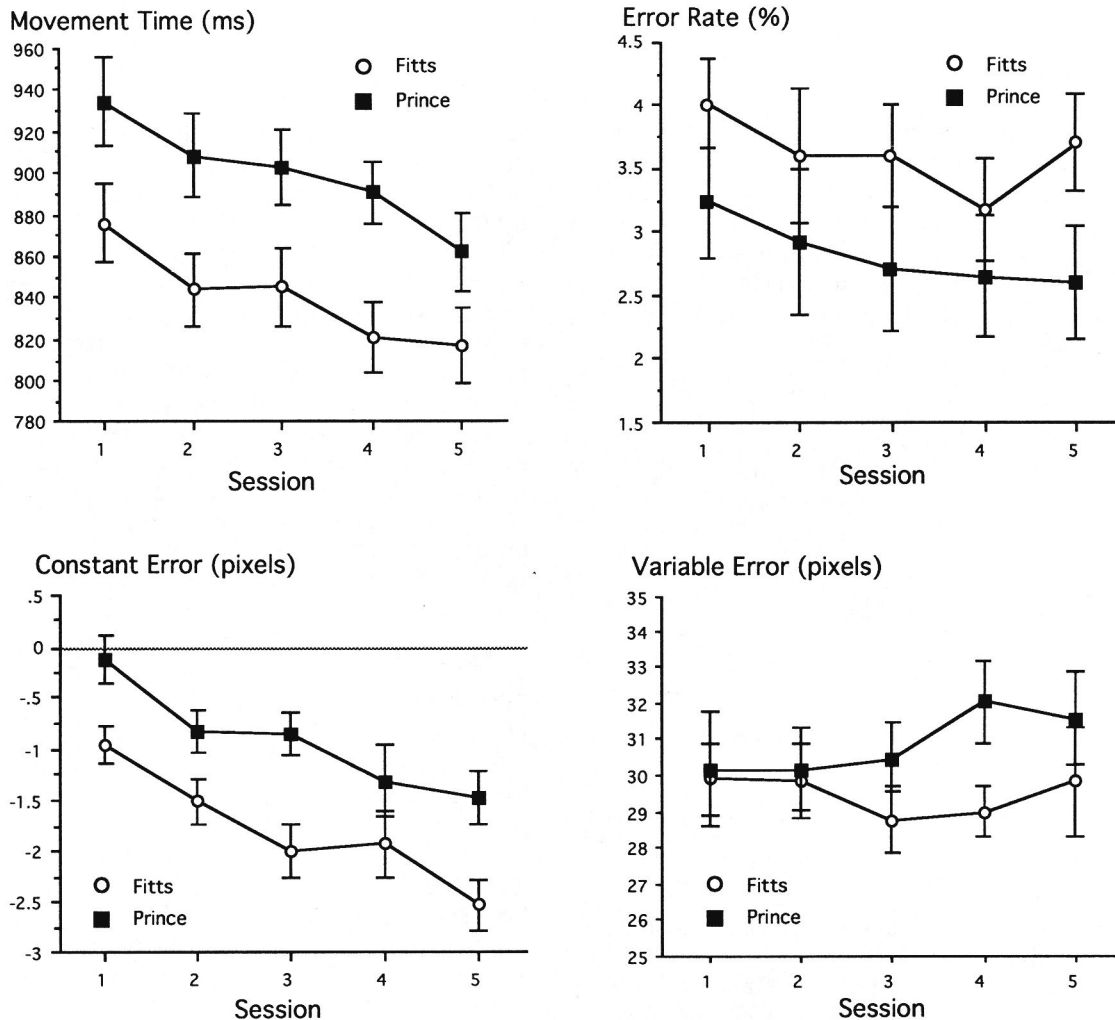 Movement Time (ms)
960
940
920
900
880
860
840
820
800
780
Fitts
Prince
1 2 3 4 5
Session
Error Rate (%)
4.5
4
3.5
3
2.5
2
1.5
Fitts
Prince
1 2 3 4 5
Session
Constant Error (pixels)
.5
0
-.5
-1
-1.5
-2
-2.5
-3
Fitts
Prince
1 2 3 4 5
Session
Variable Error (pixels)
35
34
33
32
31
30
29
28
27
26
25
Fitts
Prince
1 2 3 4 5
Session